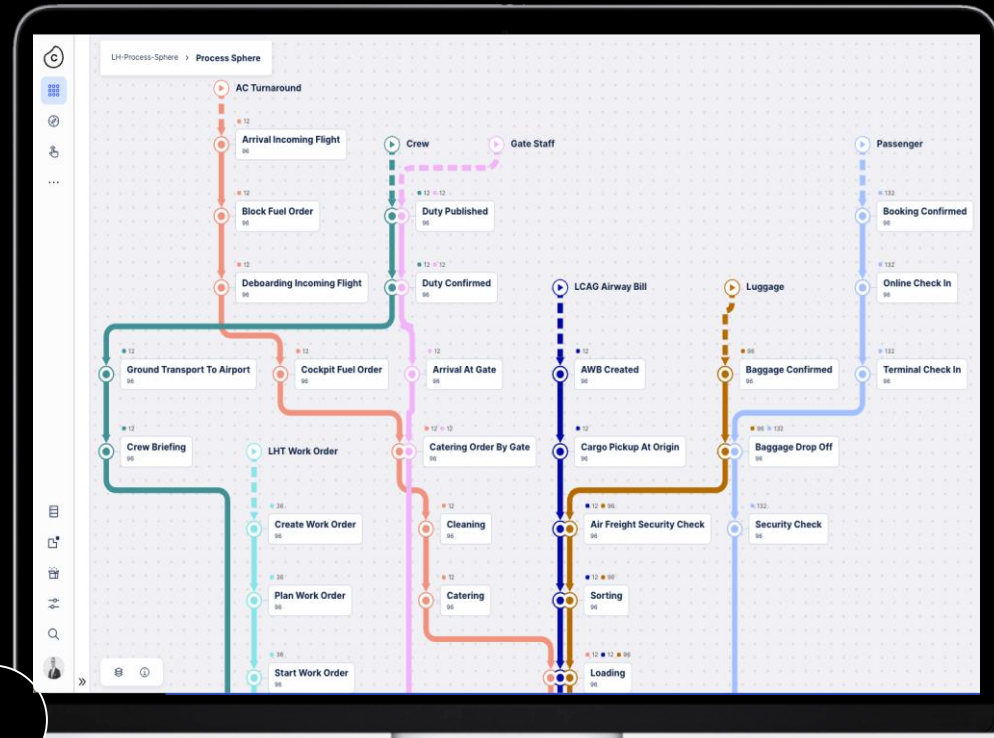 C
LH-Process-Sphere > Process Sphere
AC Turnaround
12
Arrival Incoming Flight
96
Crew
Gate Staff
Passenger
12
Block Fuel Order
96
12 12
Duty Published
96
132
Booking Confirmed
96
12
Deboarding Incoming Flight
96
12 12
Duty Confirmed
96
LCAG Airway Bill
Luggage
132
Online Check In
96
12
Ground Transport To Airport
96
12
Cockpit Fuel Order
96
12
Arrival At Gate
96
12
AWB Created
96
96
Baggage Confirmed
96
132
Terminal Check In
96
12
Crew Briefing
96
LHT Work Order
12 12
Catering Order By Gate
96
12
Cargo Pickup At Origin
96
96 132
Baggage Drop Off
96
36
Create Work Order
96
12
Cleaning
96
12 96
Air Freight Security Check
96
132
Security Check
96
36
Plan Work Order
96
12
Catering
96
12 96
Sorting
96
36
Start Work Order
96
12 12 96
Loading
96